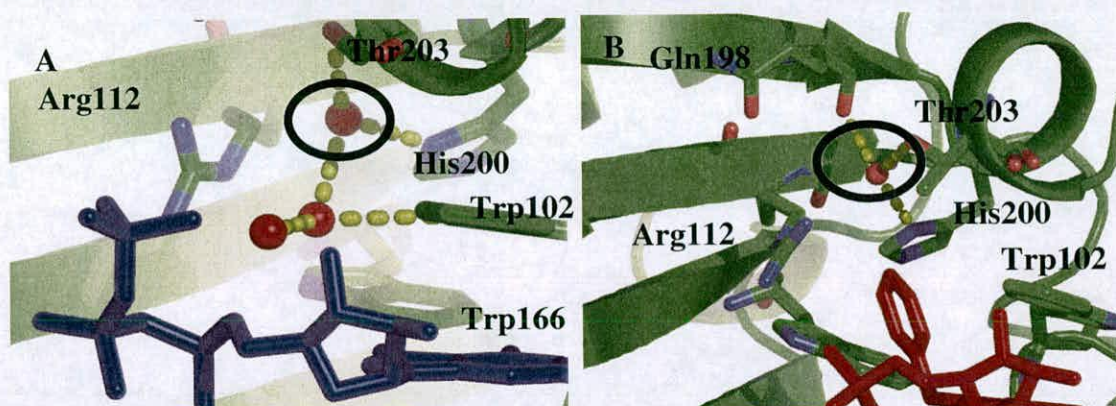 A
Thr203
Arg112
His200
Trp102
Trp166
B
Gln198
Thr203
His200
Arg112
Trp102